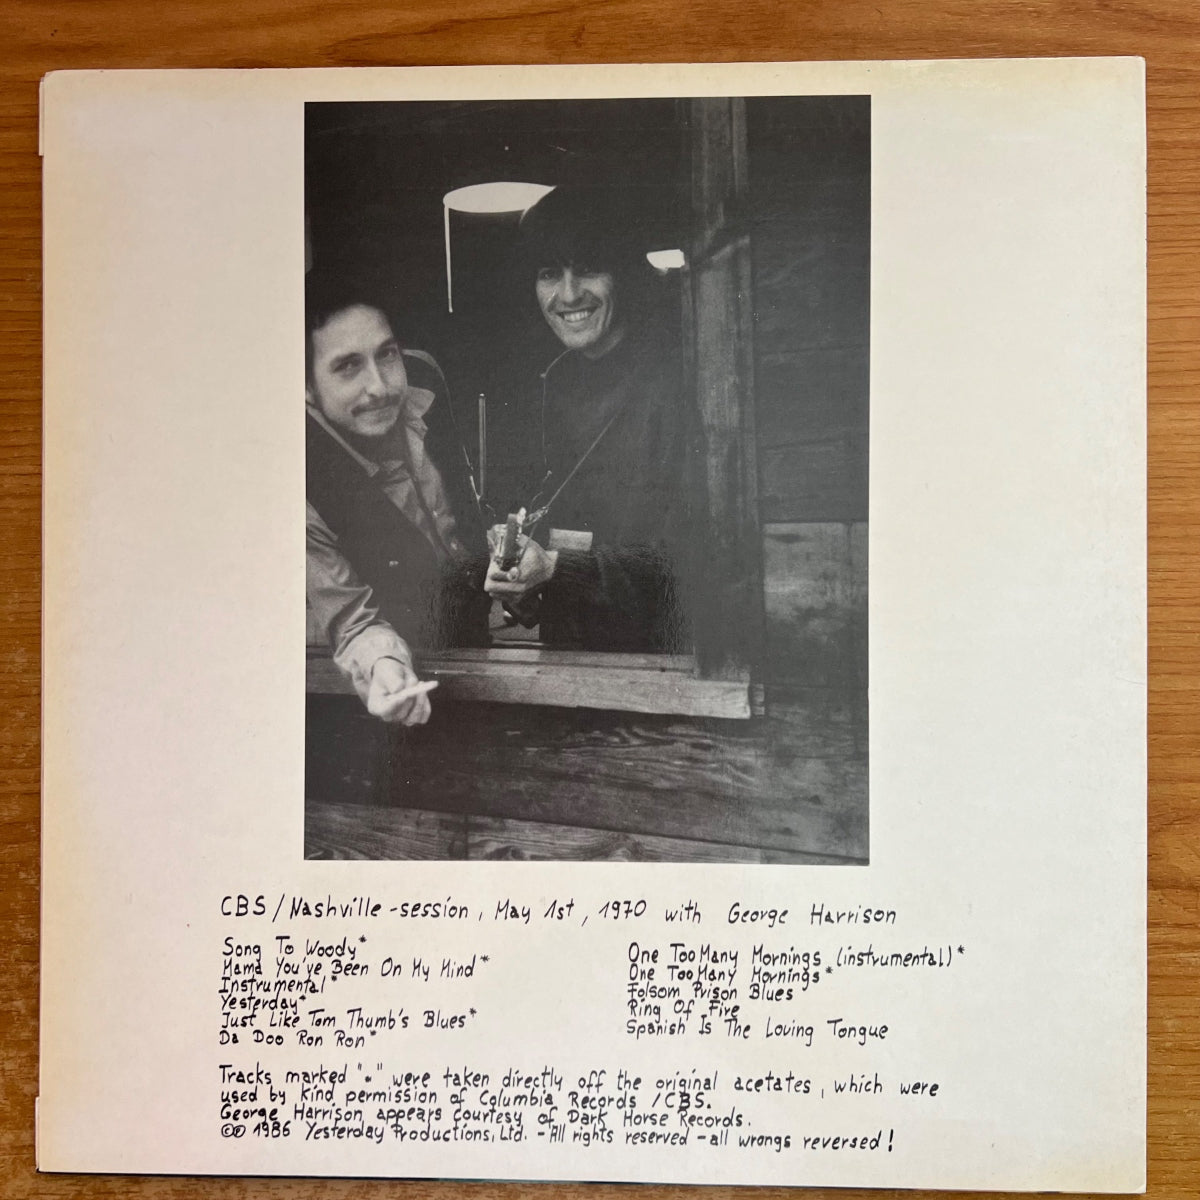 CBS/Nashville-session, May 1st, 1970 with George Harrison
Song To Woody*
Mama You've Been On My Mind*
Instrumental*
Yesterday*
Just Like Tom Thumb's Blues*
Da Doo Ron Ron*
One Too Many Mornings (instrumental)*
One Too Many Mornings*
Folsom Prison Blues
Ring Of Fire
Spanish Is The Loving Tongue
Tracks marked "*" were taken directly off the original acetates, which were
used by kind permission of Columbia Records /CBS.
George Harrison appears courtesy of Dark Horse Records.
©℗ 1986 Yesterday Productions, Ltd. - All rights reserved - all wrongs reversed!